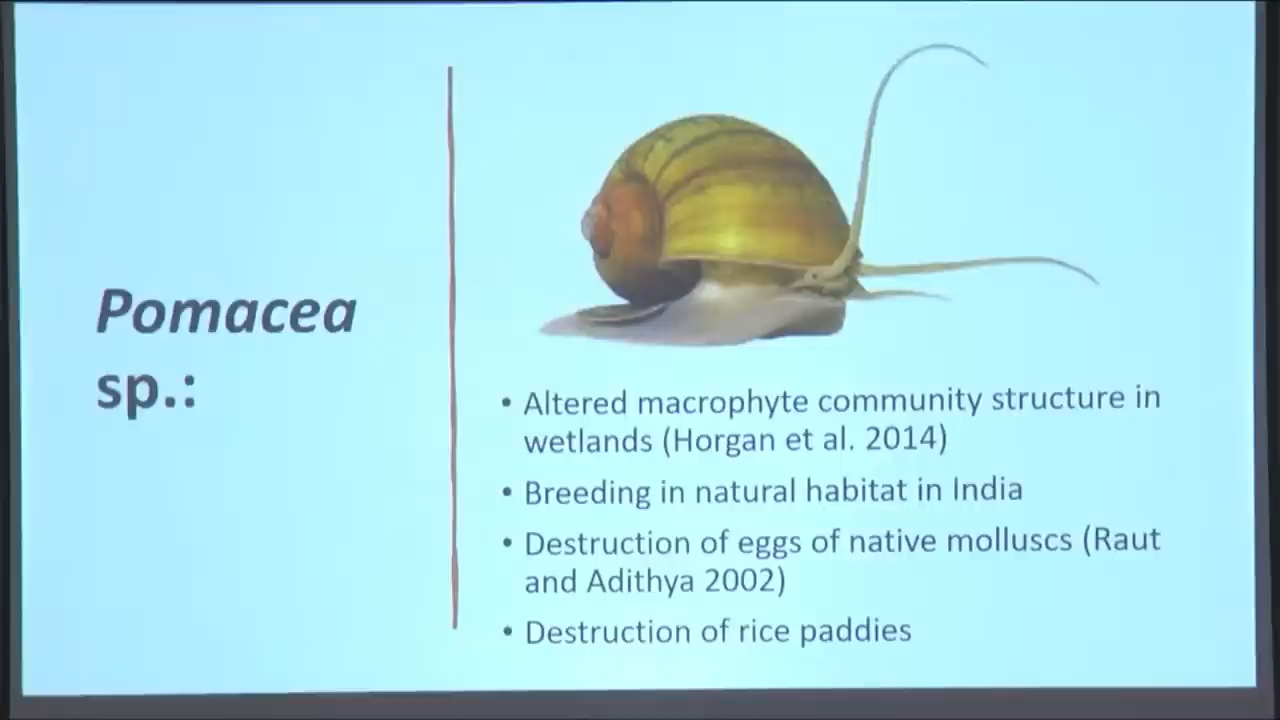 Pomacea
sp.:
• Altered macrophyte community structure in
wetlands (Horgan et al. 2014)
• Breeding in natural habitat in India
• Destruction of eggs of native molluscs (Raut
and Adithya 2002)
• Destruction of rice paddies